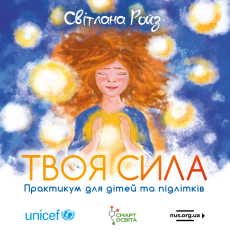 Світлана Ройз
ТВОЯ СИЛА
Практикум для дітей та підлітків
unicef
СМАРТ
ОСВІТА
nus.org.ua